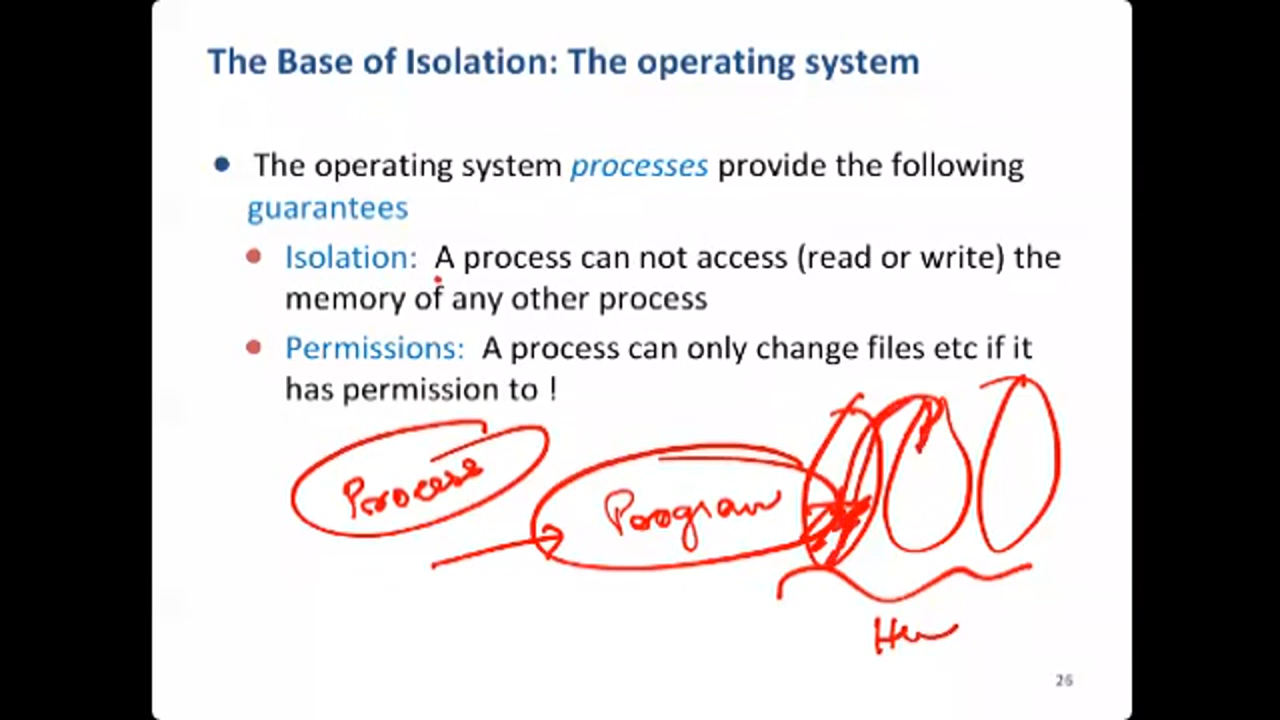 The Base of Isolation: The operating system
• The operating system processes provide the following
guarantees
• Isolation: A process can not access (read or write) the
memory of any other process
• Permissions: A process can only change files etc if it
has permission to !
Process
Program
26